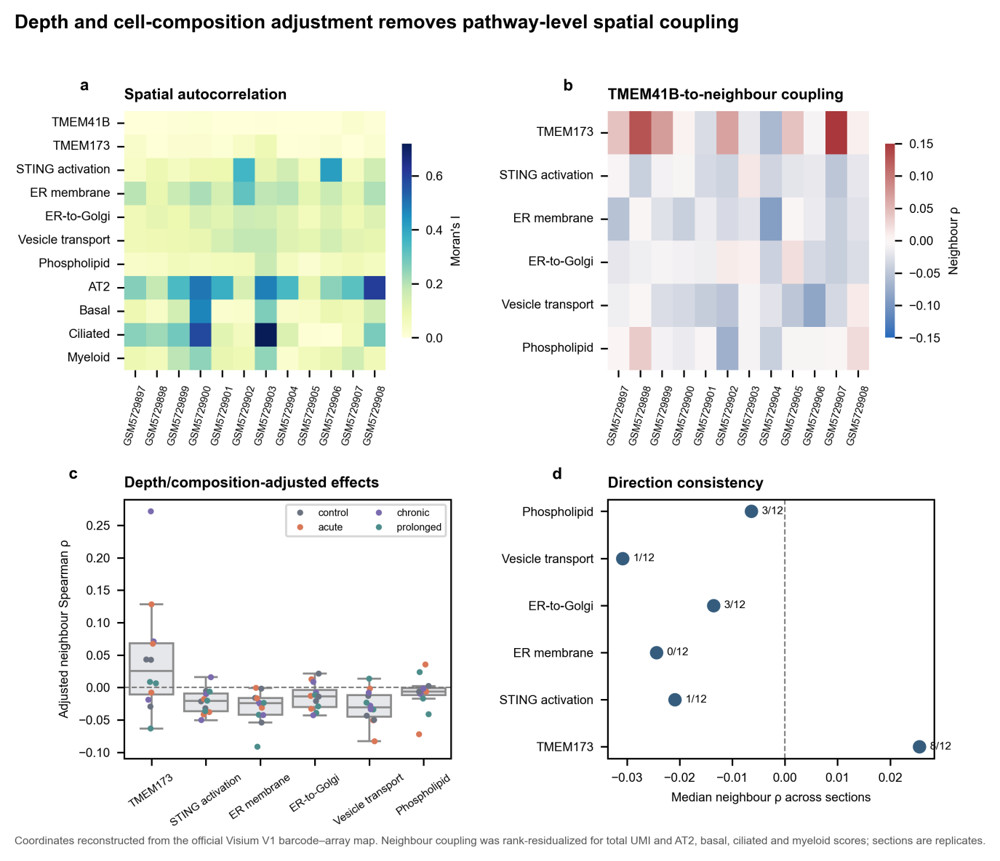 Depth and cell-composition adjustment removes pathway-level spatial coupling
a
Spatial autocorrelation
TMEM41B
TMEM173
STING activation
ER membrane
ER-to-Golgi
Vesicle transport
Phospholipid
AT2
Basal
Ciliated
Myeloid
GSM5729897
GSM5729898
GSM5729899
GSM5729900
GSM5729901
GSM5729902
GSM5729903
GSM5729904
GSM5729905
GSM5729906
GSM5729907
GSM5729908
0.6
0.4
0.2
0.0
Moran's I
b
TMEM41B-to-neighbour coupling
TMEM173
STING activation
ER membrane
ER-to-Golgi
Vesicle transport
Phospholipid
GSM5729897
GSM5729898
GSM5729899
GSM5729900
GSM5729901
GSM5729902
GSM5729903
GSM5729904
GSM5729905
GSM5729906
GSM5729907
GSM5729908
0.15
0.10
0.05
0.00
−0.05
−0.10
−0.15
Neighbour ρ
c
Depth/composition-adjusted effects
control
acute
chronic
prolonged
Adjusted neighbour Spearman ρ
0.25
0.20
0.15
0.10
0.05
0.00
−0.05
−0.10
TMEM173
STING activation
ER membrane
ER-to-Golgi
Vesicle transport
Phospholipid
d
Direction consistency
Phospholipid
3/12
Vesicle transport
1/12
ER-to-Golgi
3/12
ER membrane
0/12
STING activation
1/12
TMEM173
8/12
−0.03
−0.02
−0.01
0.00
0.01
0.02
Median neighbour ρ across sections
Coordinates reconstructed from the official Visium V1 barcode–array map. Neighbour coupling was rank-residualized for total UMI and AT2, basal, ciliated and myeloid scores; sections are replicates.